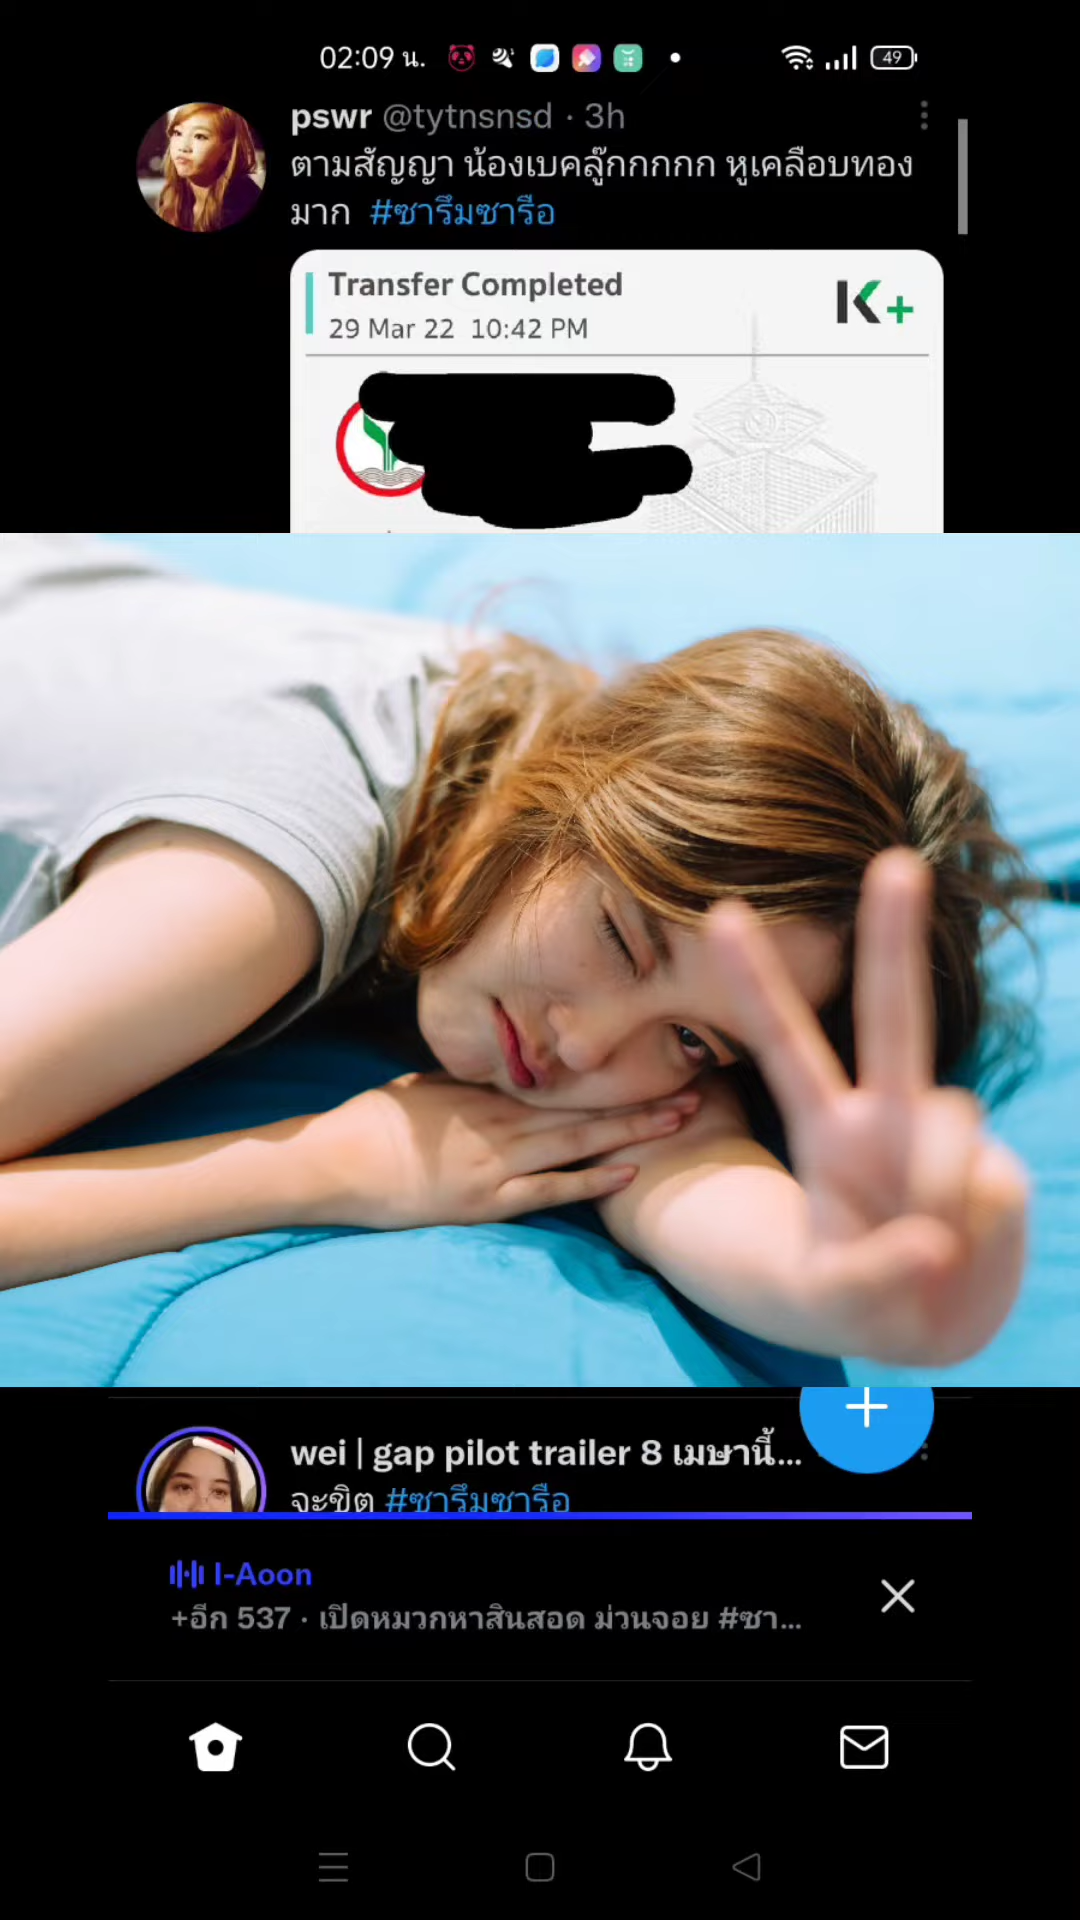 02:09 น.
49
pswr @tytnsnsd · 3h
ตามสัญญา น้องเบคลู๊กกกกก หูเคลือบทอง
มาก #ซารึมซารือ
Transfer Completed
29 Mar 22 10:42 PM
K+
wei | gap pilot trailer 8 เมษานี้...
จะขิต #ซารึมซารือ
I-Aoon
+อีก 537 · เปิดหมวกหาสินสอด ม่วนจอย #ซา...